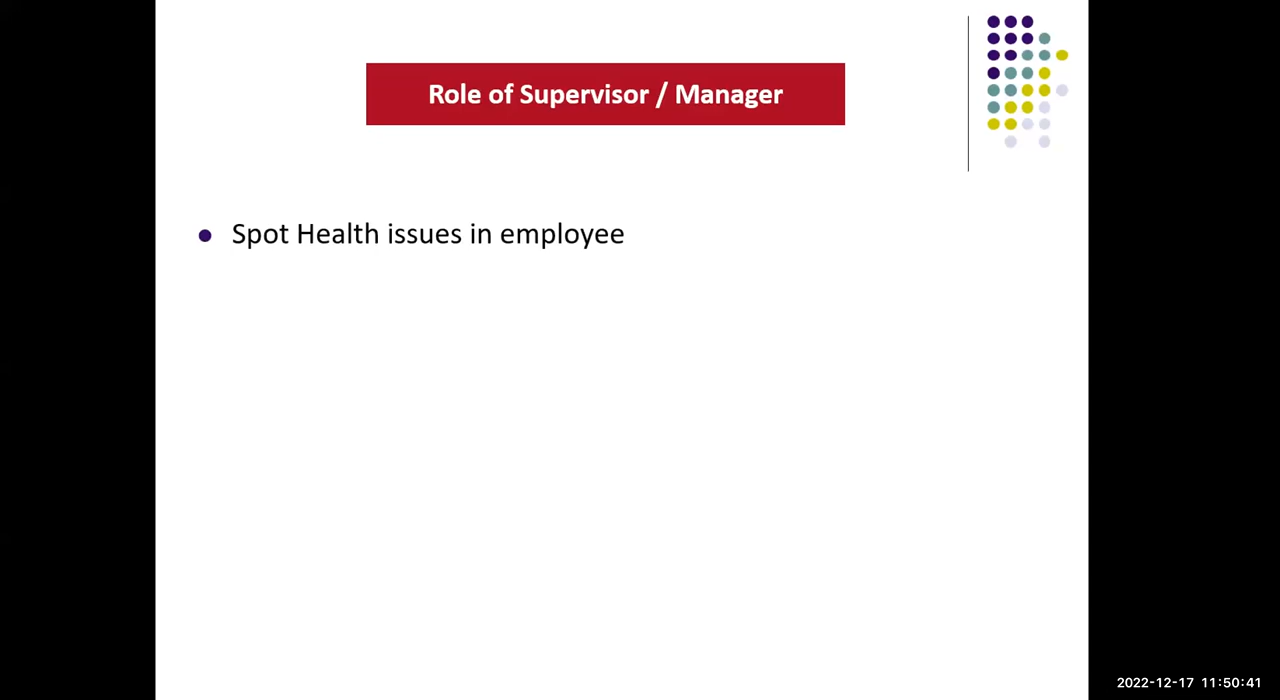 Role of Supervisor / Manager
Spot Health issues in employee
2022-12-17 11:50:41